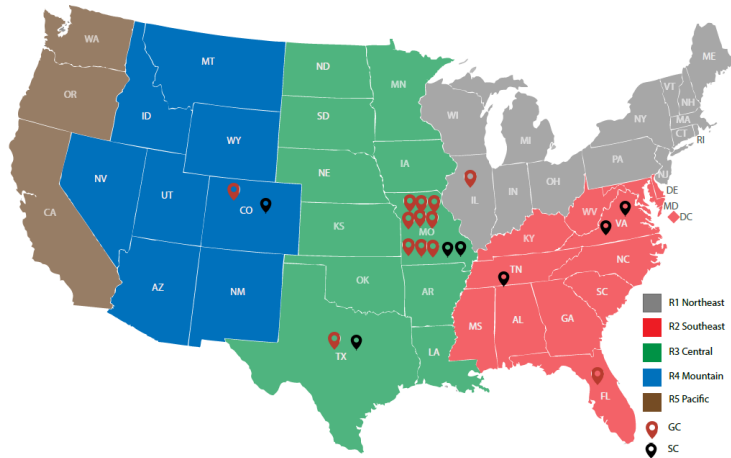 WA
MT
ND
MN
ME
OR
ID
SD
WI
VT
NH
NY
MA
CT
RI
WY
MI
IA
PA
NE
NJ
NV
OH
UT
IL
IN
DE
CO
WV
MD
CA
KS
MO
VA
DC
KY
NC
TN
OK
AZ
NM
AR
SC
MS
AL
GA
TX
LA
FL
R1 Northeast
R2 Southeast
R3 Central
R4 Mountain
R5 Pacific
GC
SC